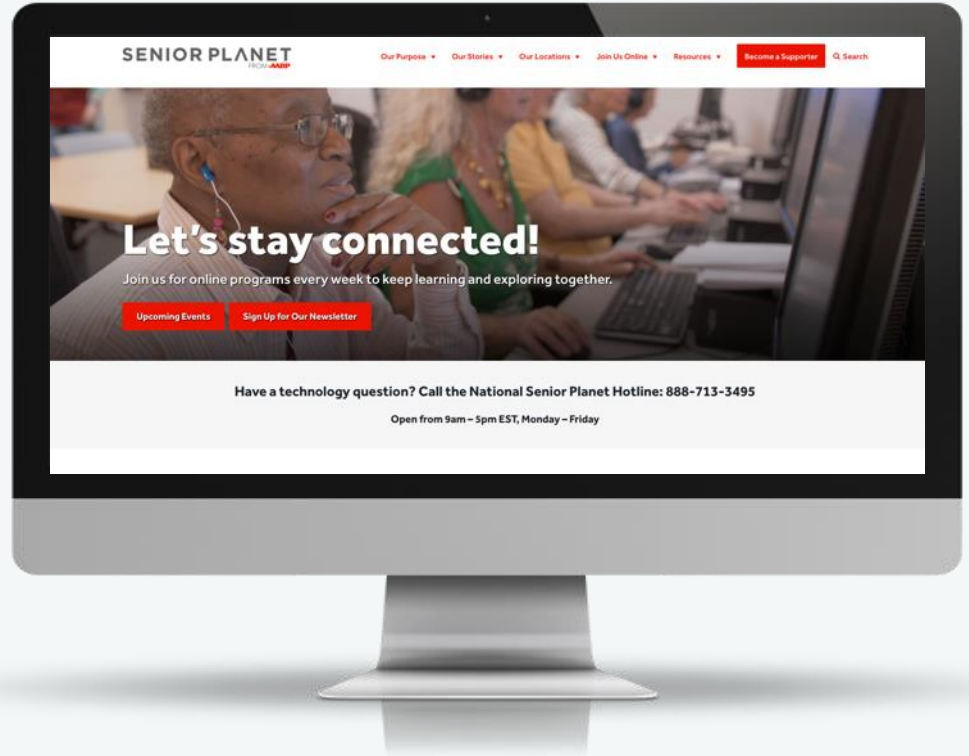 SENIOR PLANET
FROM AARP
Our Purpose
Our Stories
Our Locations
Join Us Online
Resources
Become a Supporter
Search
Let's stay connected!
Join us for online programs every week to keep learning and exploring together.
Upcoming Events
Sign Up for Our Newsletter
Have a technology question? Call the National Senior Planet Hotline: 888-713-3495
Open from 9am – 5pm EST, Monday – Friday